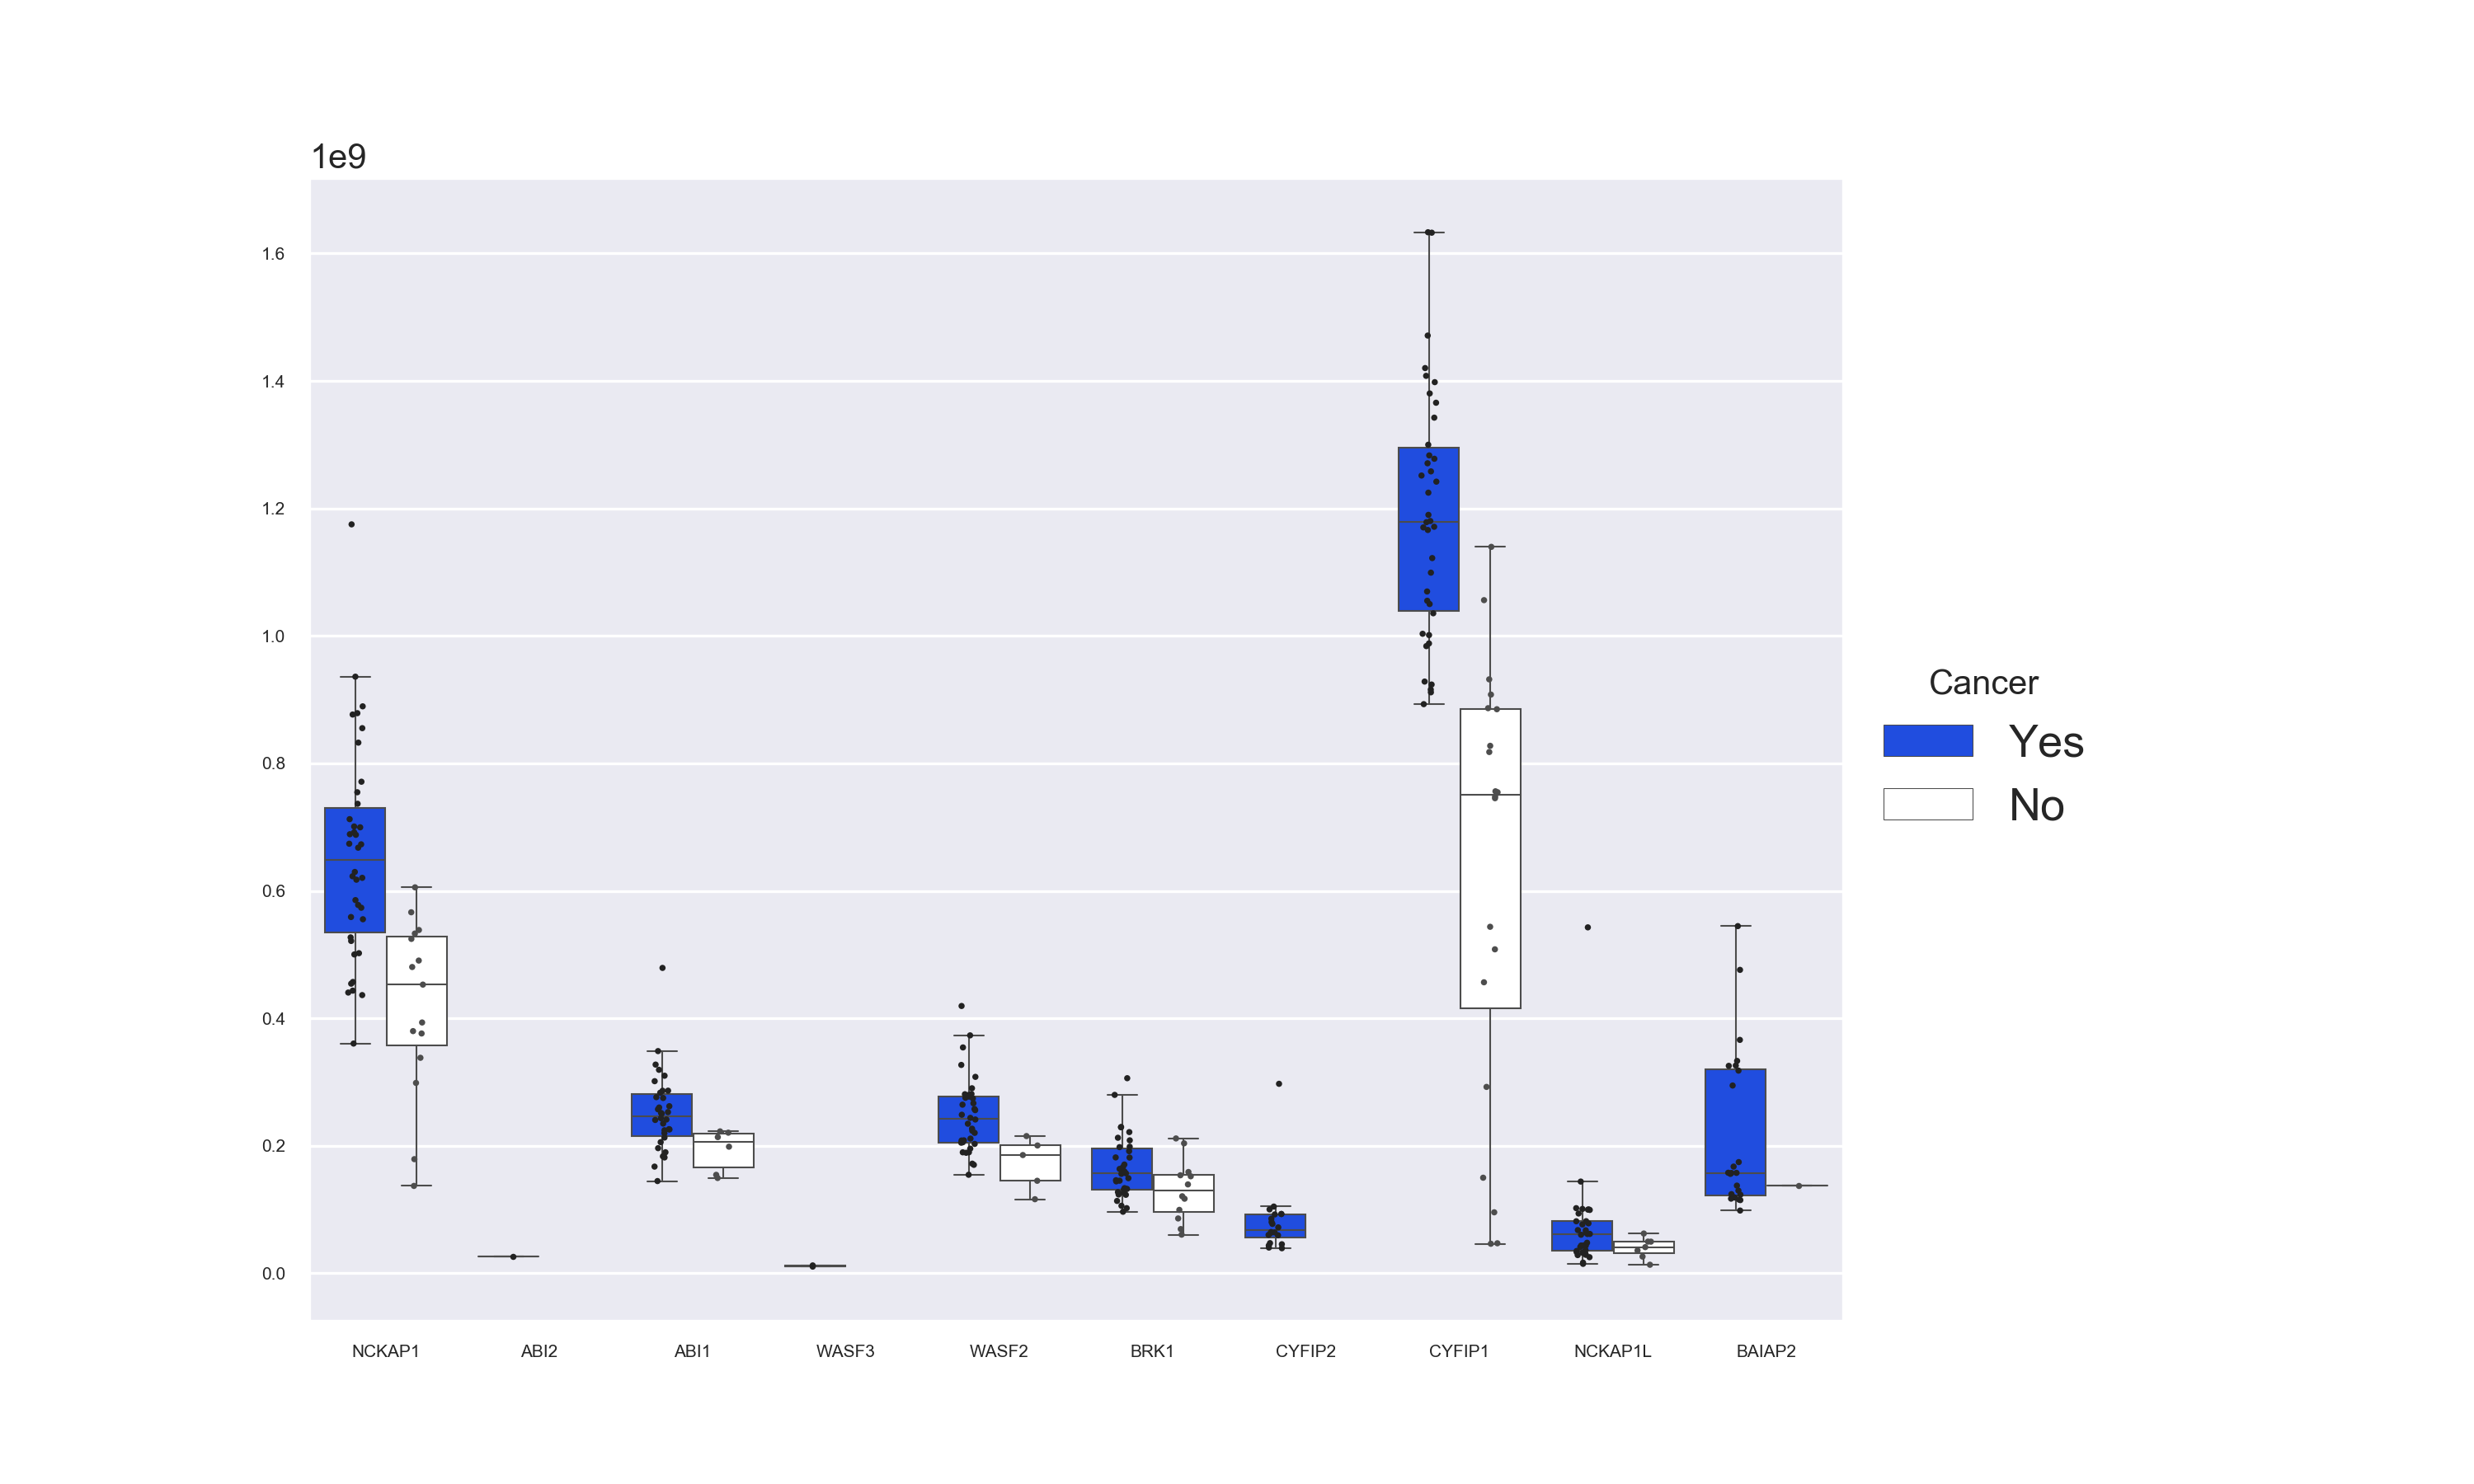 1e9
1.6
1.4
1.2
1.0
0.8
0.6
0.4
0.2
0.0
NCKAP1 ABI2 ABI1 WASF3 WASF2 BRK1 CYFIP2 CYFIP1 NCKAP1L BAIAP2
Cancer
Yes
No